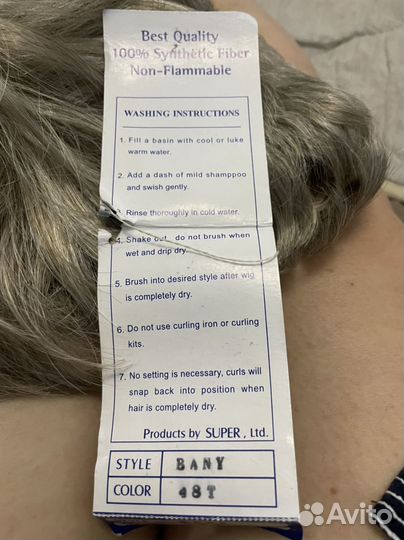 Best Quality
100% Synthetic Fiber
Non-Flammable
WASHING INSTRUCTIONS
1. Fill a basin with cool or luke
warm water.
2. Add a dash of mild shamppoo
and swish gently.
3. Rinse thoroughly in cold water.
4. Shake out, do not brush when
wet and drip dry.
5. Brush into desired style after wig
is completely dry.
6. Do not use curling iron or curling
kits.
7. No setting is necessary, curls will
snap back into position when
hair is completely dry.
Products by SUPER , Ltd.
STYLE BANY
COLOR 48T
Avito